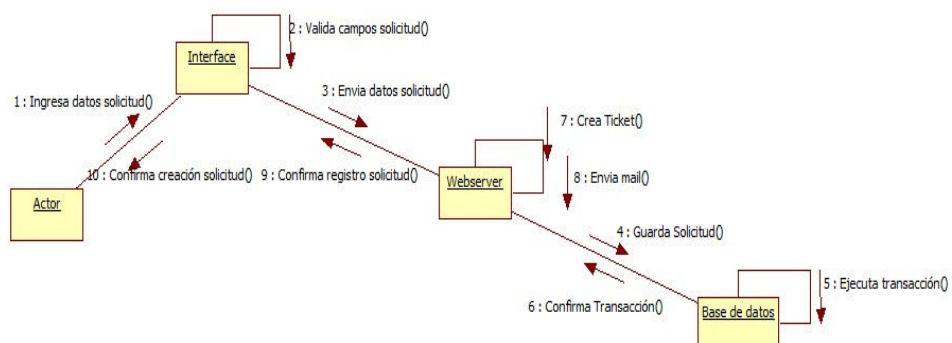 2 : Valida campos solicitud()
Interface
3 : Envia datos solicitud()
1 : Ingresa datos solicitud()
7 : Crea Ticket()
10 : Confirma creación solicitud()
9 : Confirma registro solicitud()
Webserver
8 : Envia mail()
Actor
4 : Guarda Solicitud()
5 : Ejecuta transacción()
6 : Confirma Transacción()
Base de datos